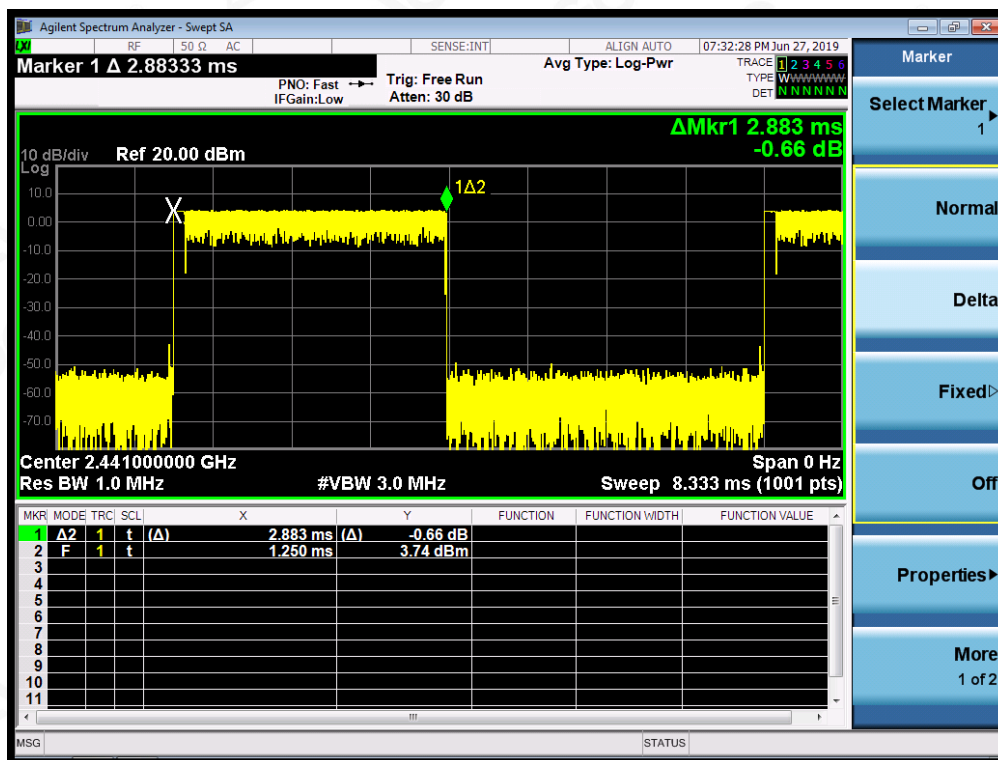 Agilent Spectrum Analyzer - Swept SA
LXI RF 50 Ω AC SENSE:INT ALIGN AUTO 07:32:28 PM Jun 27, 2019
Marker 1 Δ 2.88333 ms
PNO: Fast
IFGain:Low
Trig: Free Run
Atten: 30 dB
Avg Type: Log-Pwr
TRACE 1 2 3 4 5 6
TYPE WWWWWWW
DET N N N N N N
ΔMkr1 2.883 ms
-0.66 dB
10 dB/div Ref 20.00 dBm
Log
10.0
0.00
-10.0
-20.0
-30.0
-40.0
-50.0
-60.0
-70.0
1Δ2
Center 2.441000000 GHz Span 0 Hz
Res BW 1.0 MHz #VBW 3.0 MHz Sweep 8.333 ms (1001 pts)
MKR MODE TRC SCL X Y FUNCTION FUNCTION WIDTH FUNCTION VALUE
1 Δ2 1 t (Δ) 2.883 ms (Δ) -0.66 dB
2 F 1 t 1.250 ms 3.74 dBm
3
4
5
6
7
8
9
10
11
MSG STATUS
Marker
Select Marker
1
Normal
Delta
Fixed
Off
Properties
More
1 of 2